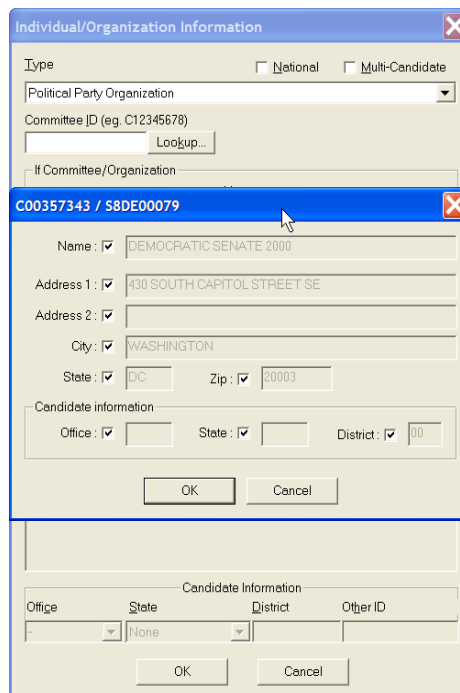 Individual/Organization Information
Type National Multi-Candidate
Political Party Organization
Committee ID (eg. C12345678)
Lookup...
If Committee/Organization
C00357343 / S8DE00079
Name : DEMOCRATIC SENATE 2000
Address 1 : 430 SOUTH CAPITOL STREET SE
Address 2 :
City : WASHINGTON
State : DC Zip : 20003
Candidate information
Office : State : District : 00
OK Cancel
Candidate Information
Office State District Other ID
- None
OK Cancel